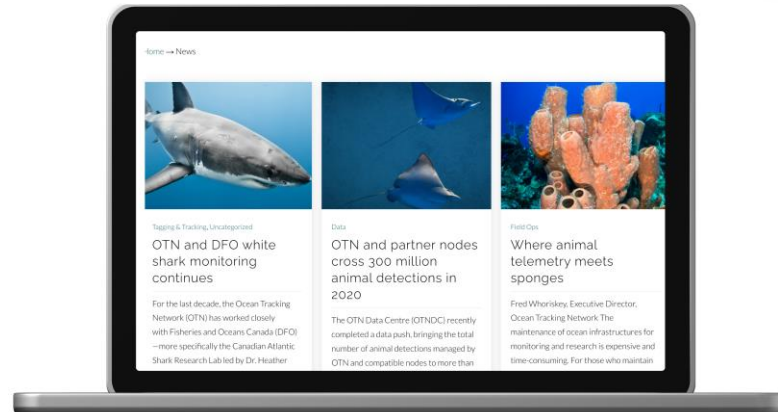 Home → News
Tagging & Tracking, Uncategorized
OTN and DFO white
shark monitoring
continues
For the last decade, the Ocean Tracking
Network (OTN) has worked closely
with Fisheries and Oceans Canada (DFO)
—more specifically the Canadian Atlantic
Shark Research Lab led by Dr. Heather
Data
OTN and partner nodes
cross 300 million
animal detections in
2020
The OTN Data Centre (OTNDC) recently
completed a data push, bringing the total
number of animal detections managed by
OTN and compatible nodes to more than
Field Ops
Where animal
telemetry meets
sponges
Fred Whoriskey, Executive Director,
Ocean Tracking Network The
maintenance of ocean infrastructures for
monitoring and research is expensive and
time-consuming. For those who maintain